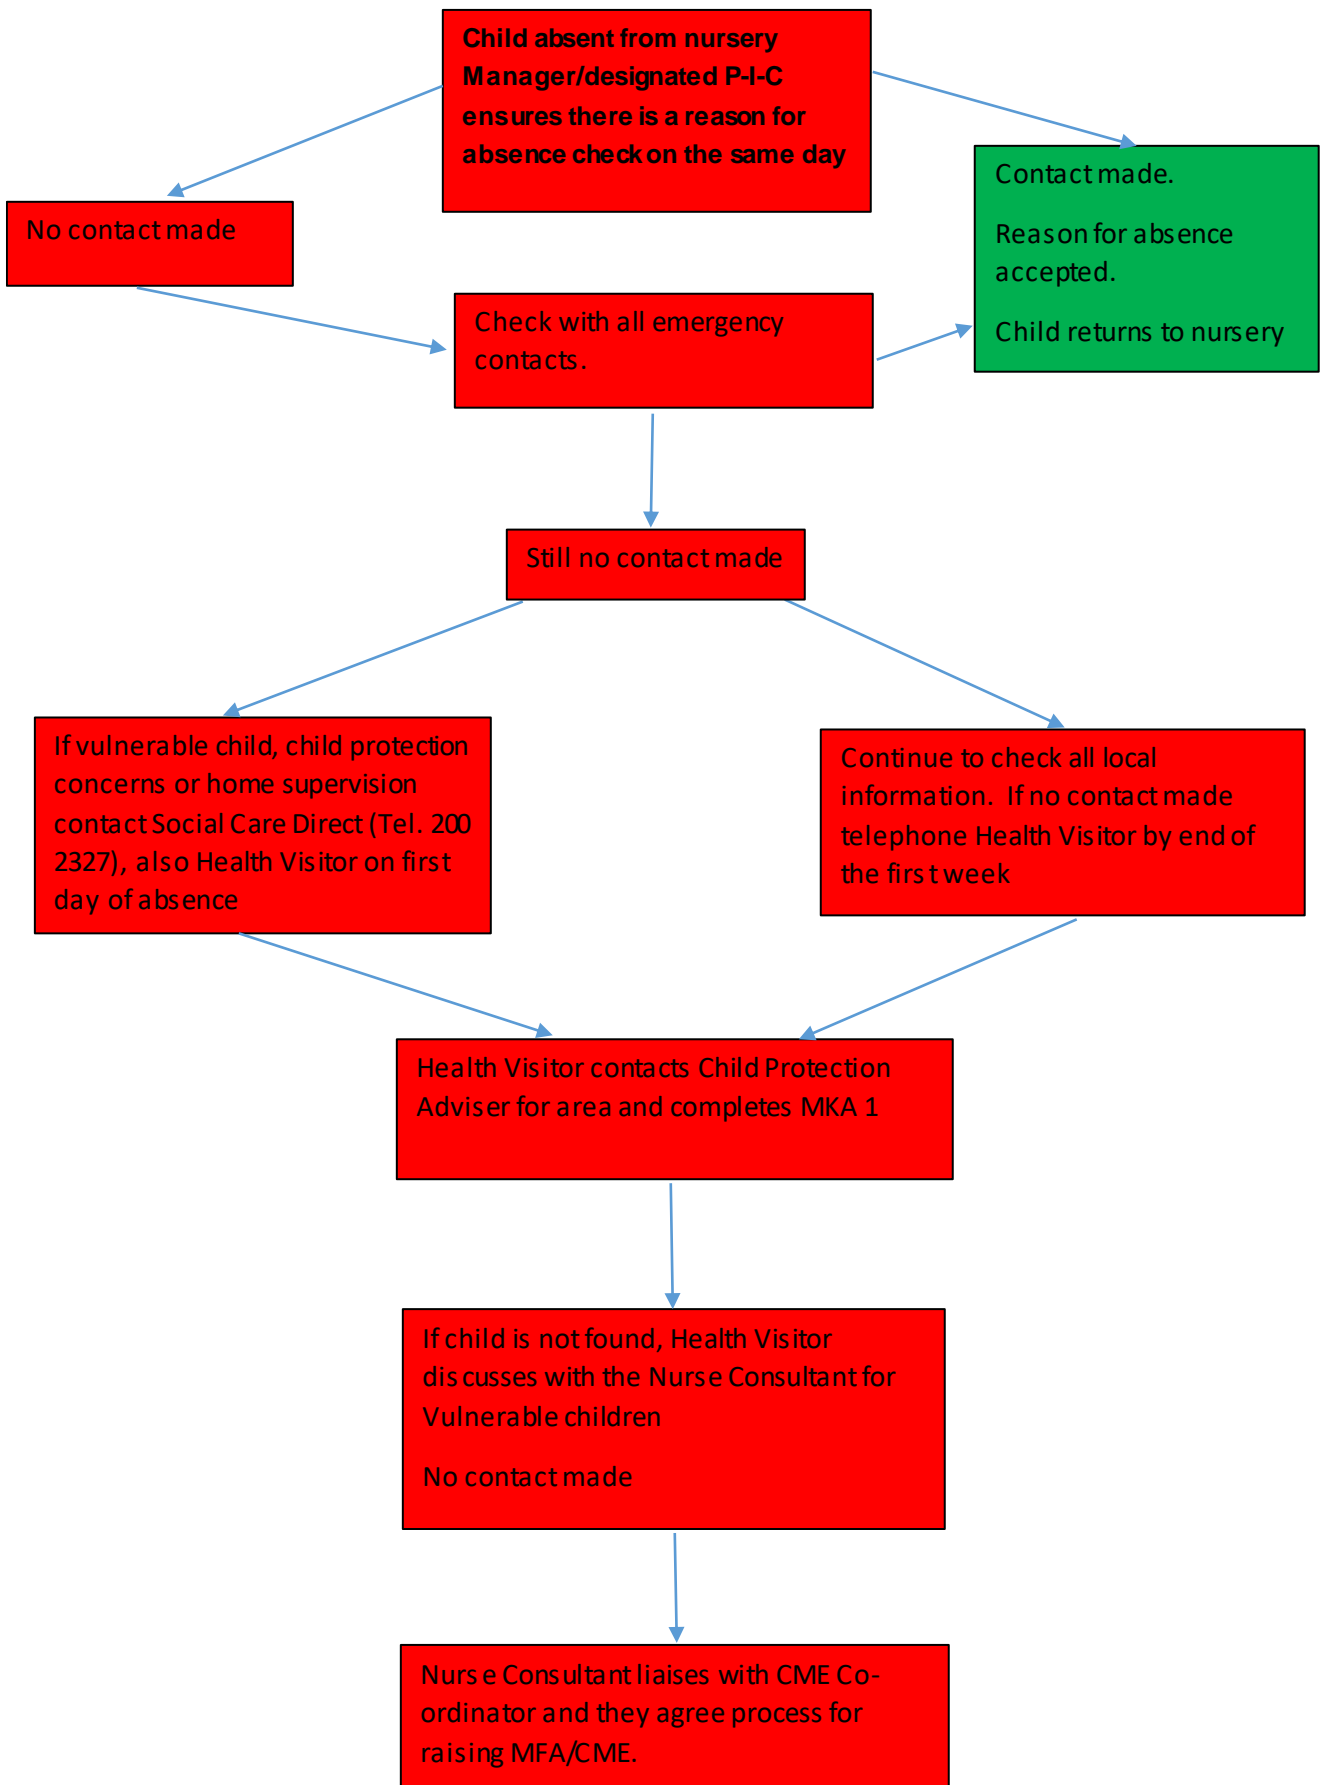 Child absent from nursery
Manager/designated P-I-C
ensures there is a reason for
absence check on the same day
Contact made.
Reason for absence
accepted.
Child returns to nursery
No contact made
Check with all emergency
contacts.
Still no contact made
If vulnerable child, child protection
concerns or home supervision
contact Social Care Direct (Tel. 200
2327), also Health Visitor on first
day of absence
Continue to check all local
information.  If no contact made
telephone Health Visitor by end of
the first week
Health Visitor contacts Child Protection
Adviser for area and completes MKA 1
If child is not found, Health Visitor
discusses with the Nurse Consultant for
Vulnerable children
No contact made
Nurse Consultant liaises with CME Co-
ordinator and they agree process for
raising MFA/CME.